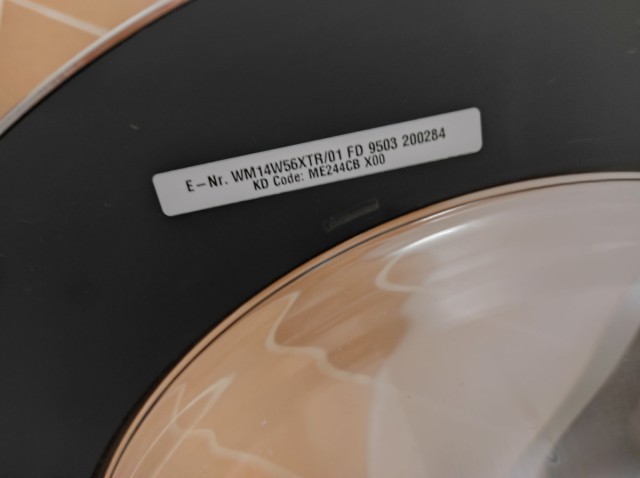 E-Nr. WM14W56XTR/01 FD 9503 200284
KD Code: ME244CB X00